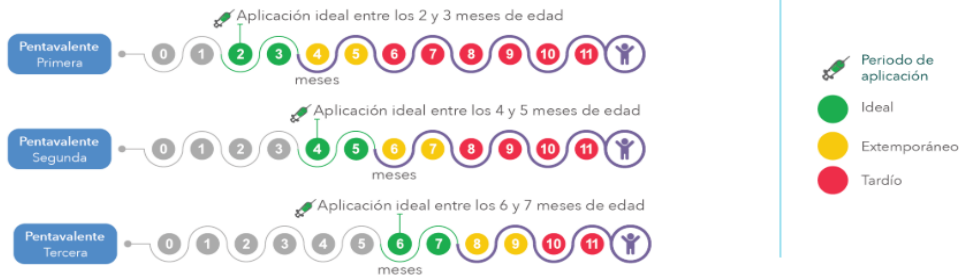 Aplicación ideal entre los 2 y 3 meses de edad
Pentavalente
Primera
0 1 2 3 4 5 6 7 8 9 10 11
meses
Aplicación ideal entre los 4 y 5 meses de edad
Pentavalente
Segunda
0 1 2 3 4 5 6 7 8 9 10 11
meses
Aplicación ideal entre los 6 y 7 meses de edad
Pentavalente
Tercera
0 1 2 3 4 5 6 7 8 9 10 11
meses
Periodo de
aplicación
Ideal
Extemporáneo
Tardío